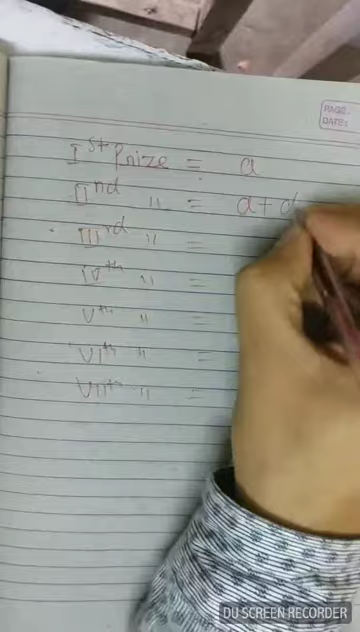 PAGE:
DATE:
Ist Prize = a
IInd " = a+d
IIIrd " =
IVth " =
Vth " =
VIth " =
VIIth " =
DU SCREEN RECORDER